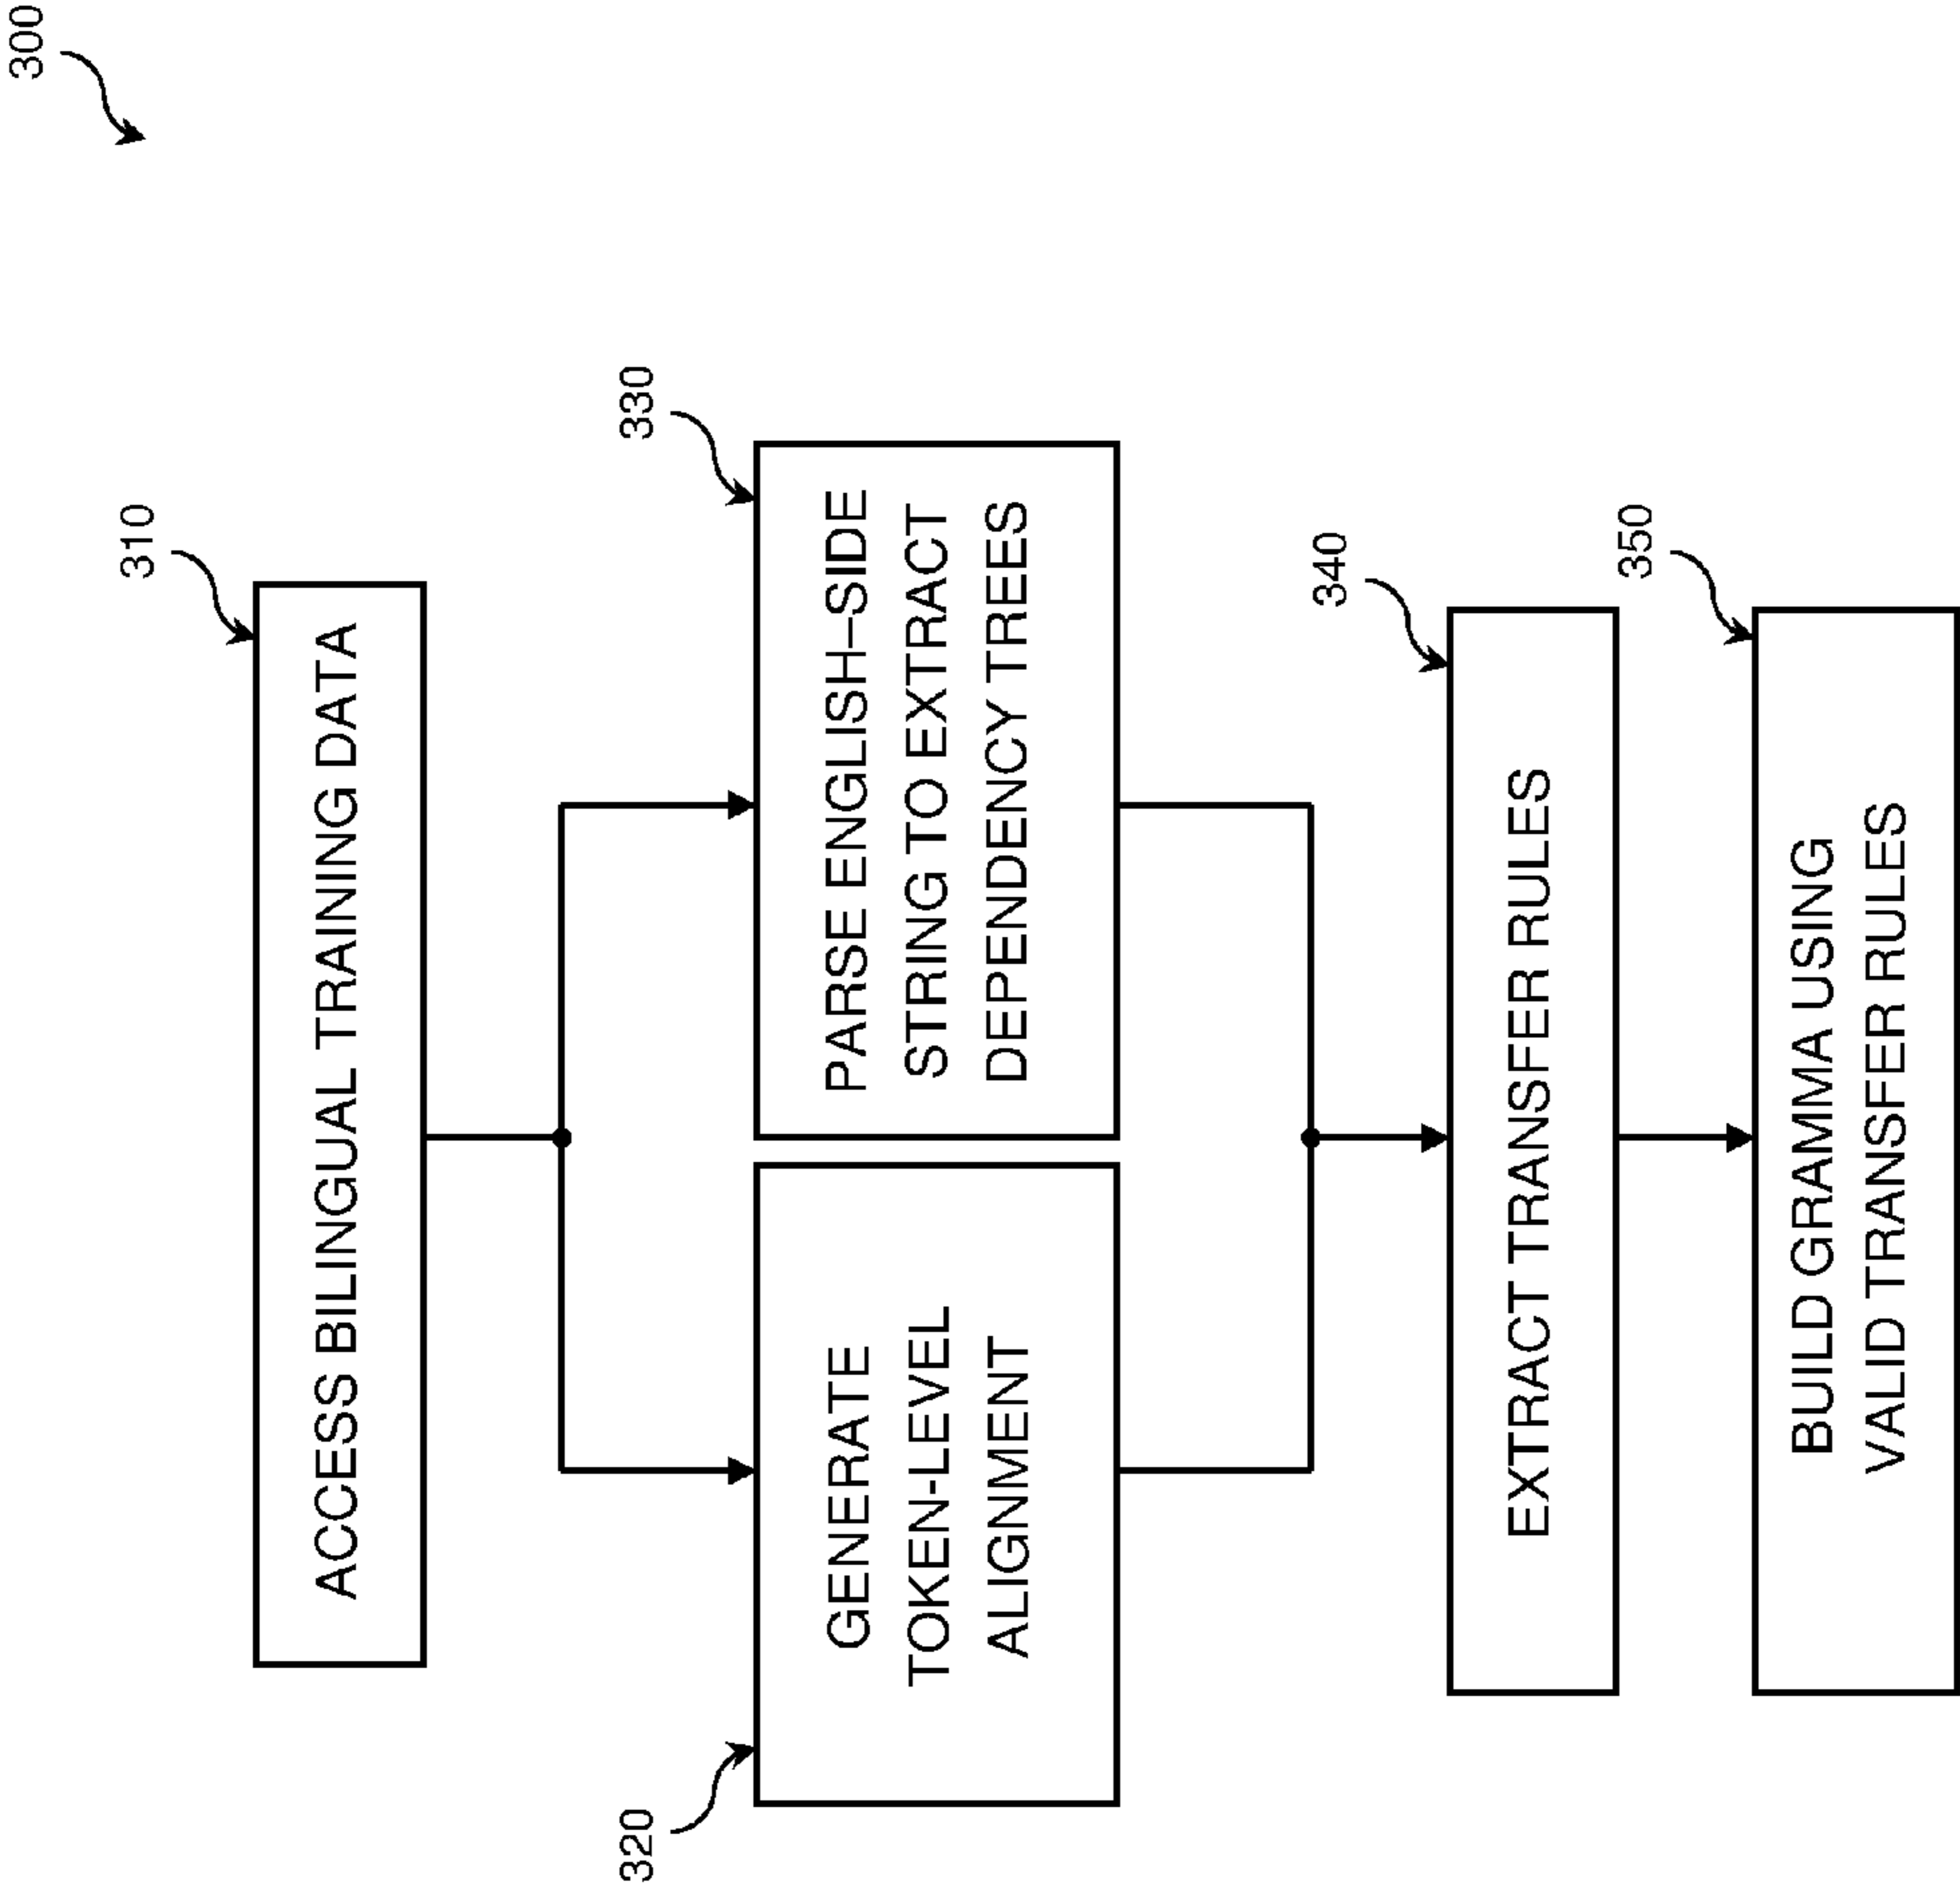 300
310
ACCESS BILINGUAL TRAINING DATA
320
GENERATE
TOKEN-LEVEL
ALIGNMENT
330
PARSE ENGLISH–SIDE
STRING TO EXTRACT
DEPENDENCY TREES
340
EXTRACT TRANSFER RULES
350
BUILD GRAMMA USING
VALID TRANSFER RULES